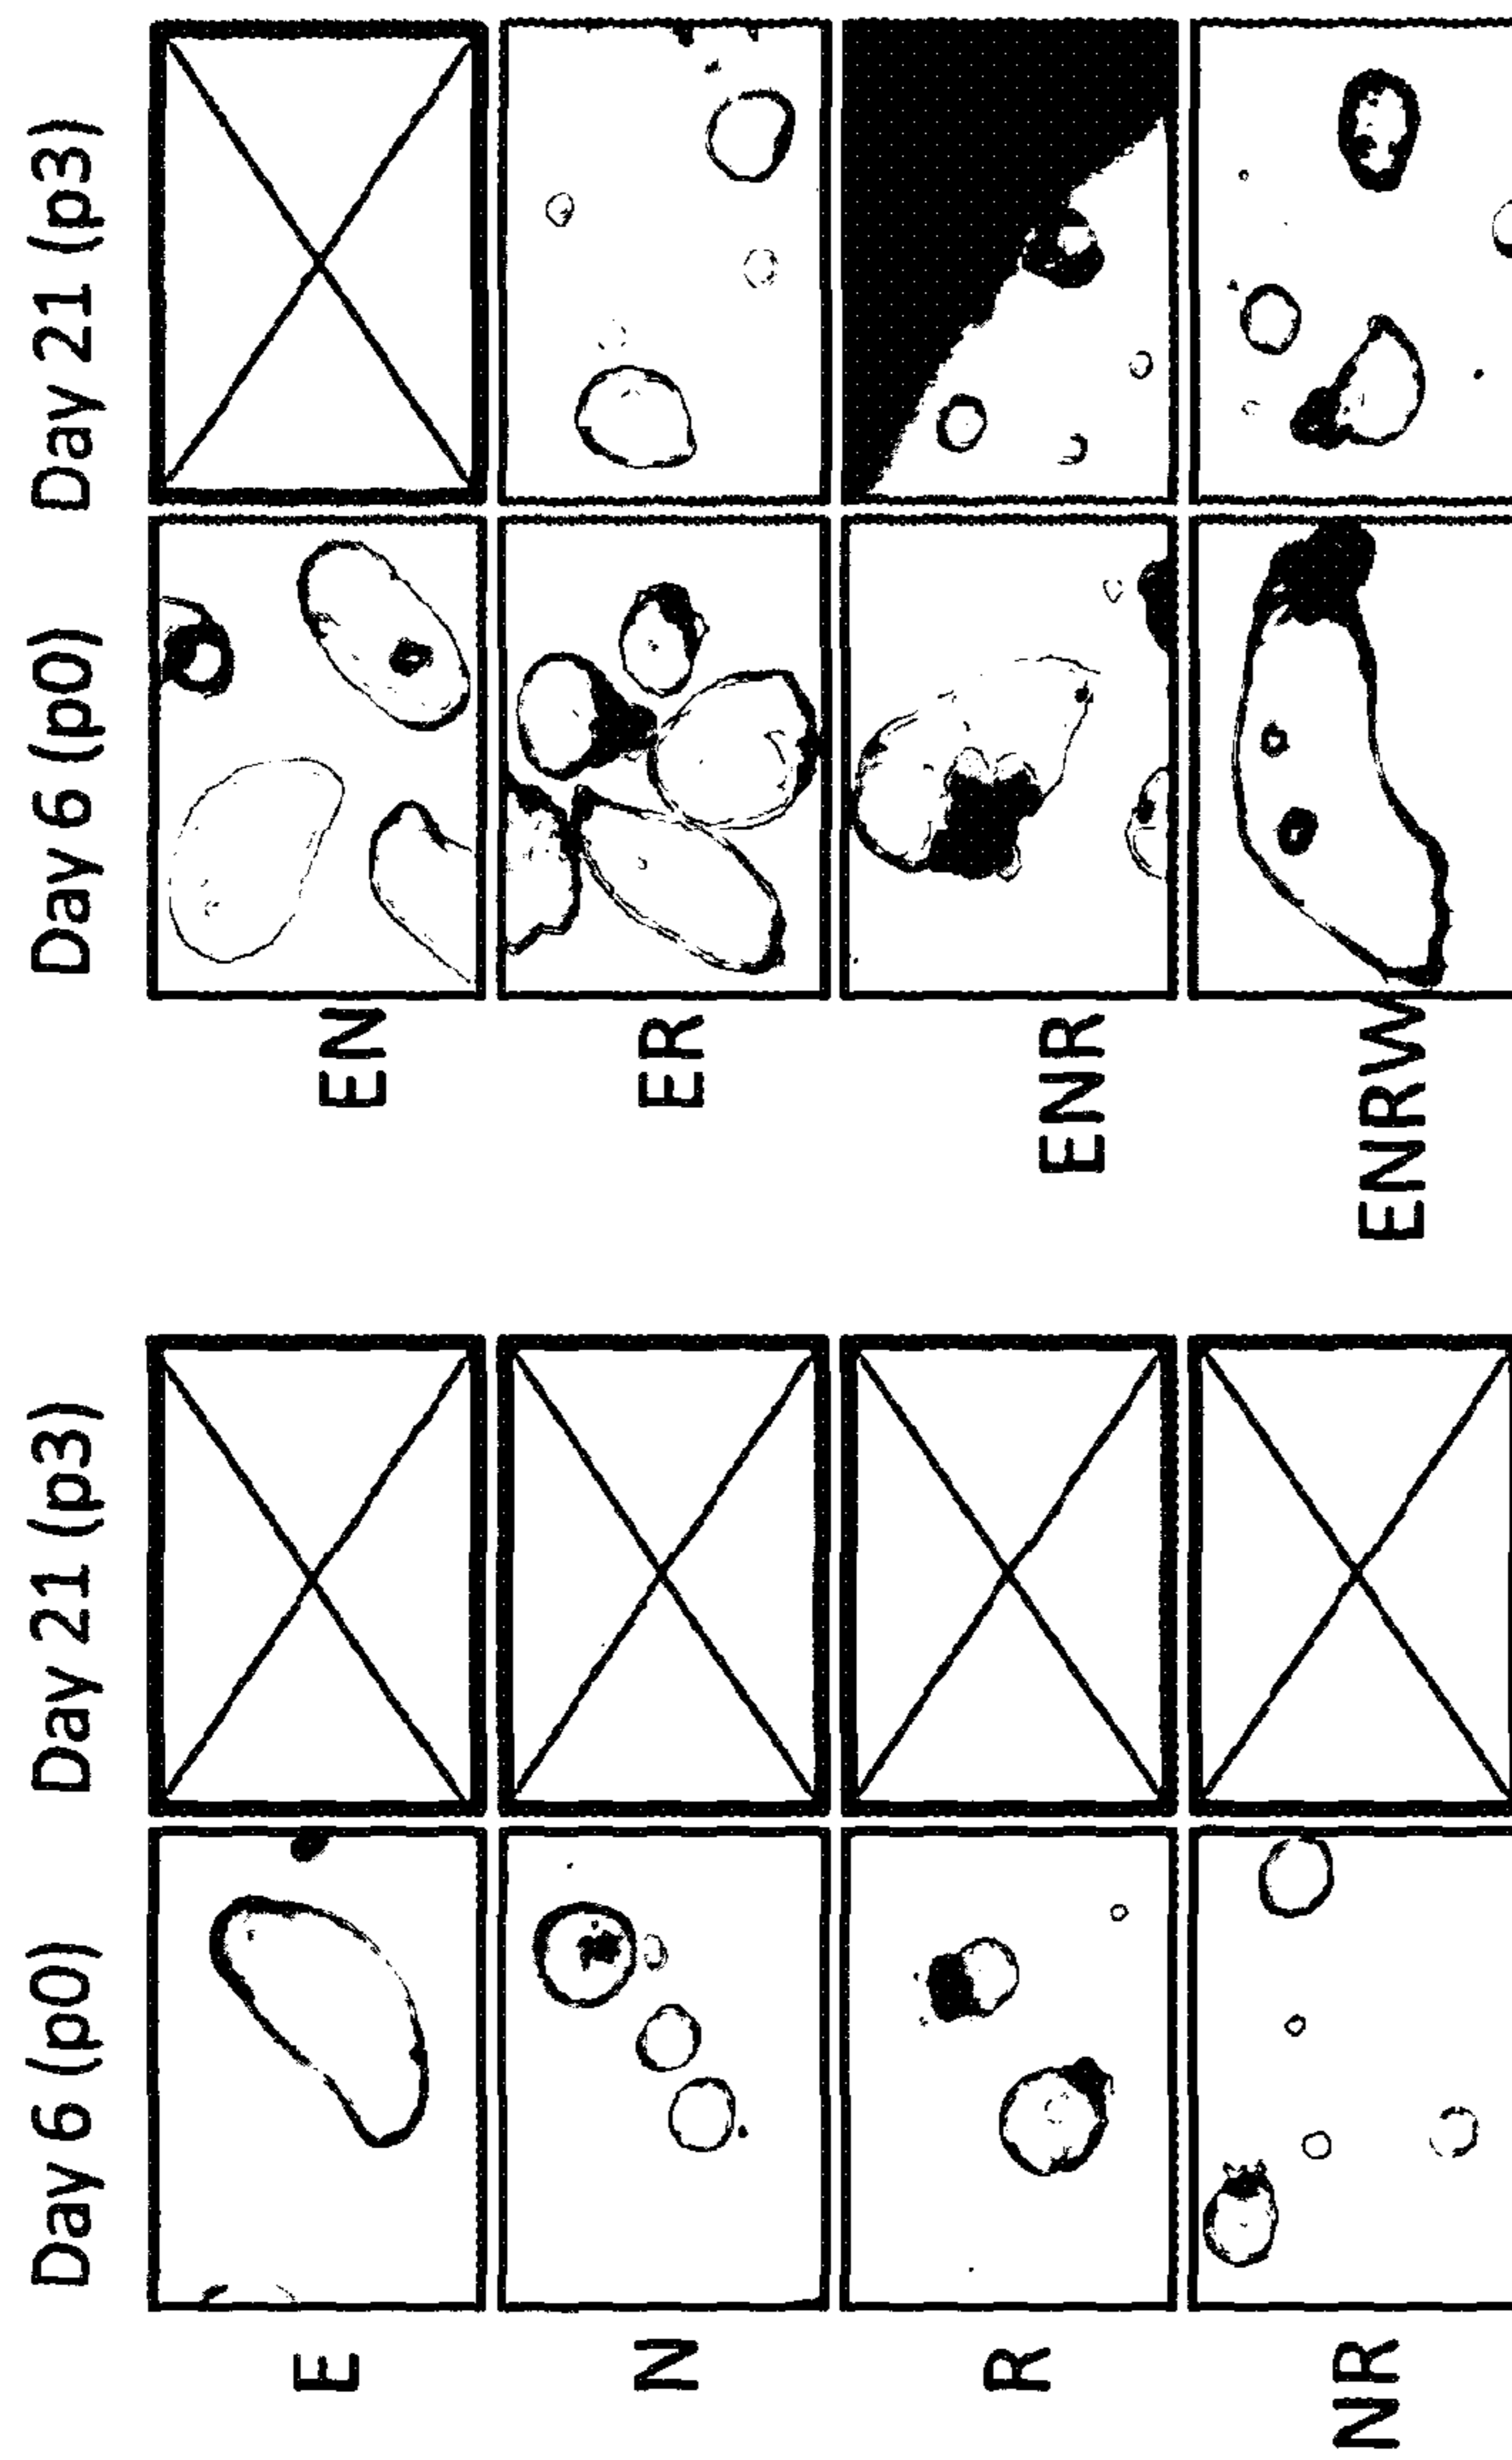 Day 6 (p0) Day 21 (p3) Day 6 (p0) Day 21 (p3)
E EN
N ER
R ENR
NR ENRW